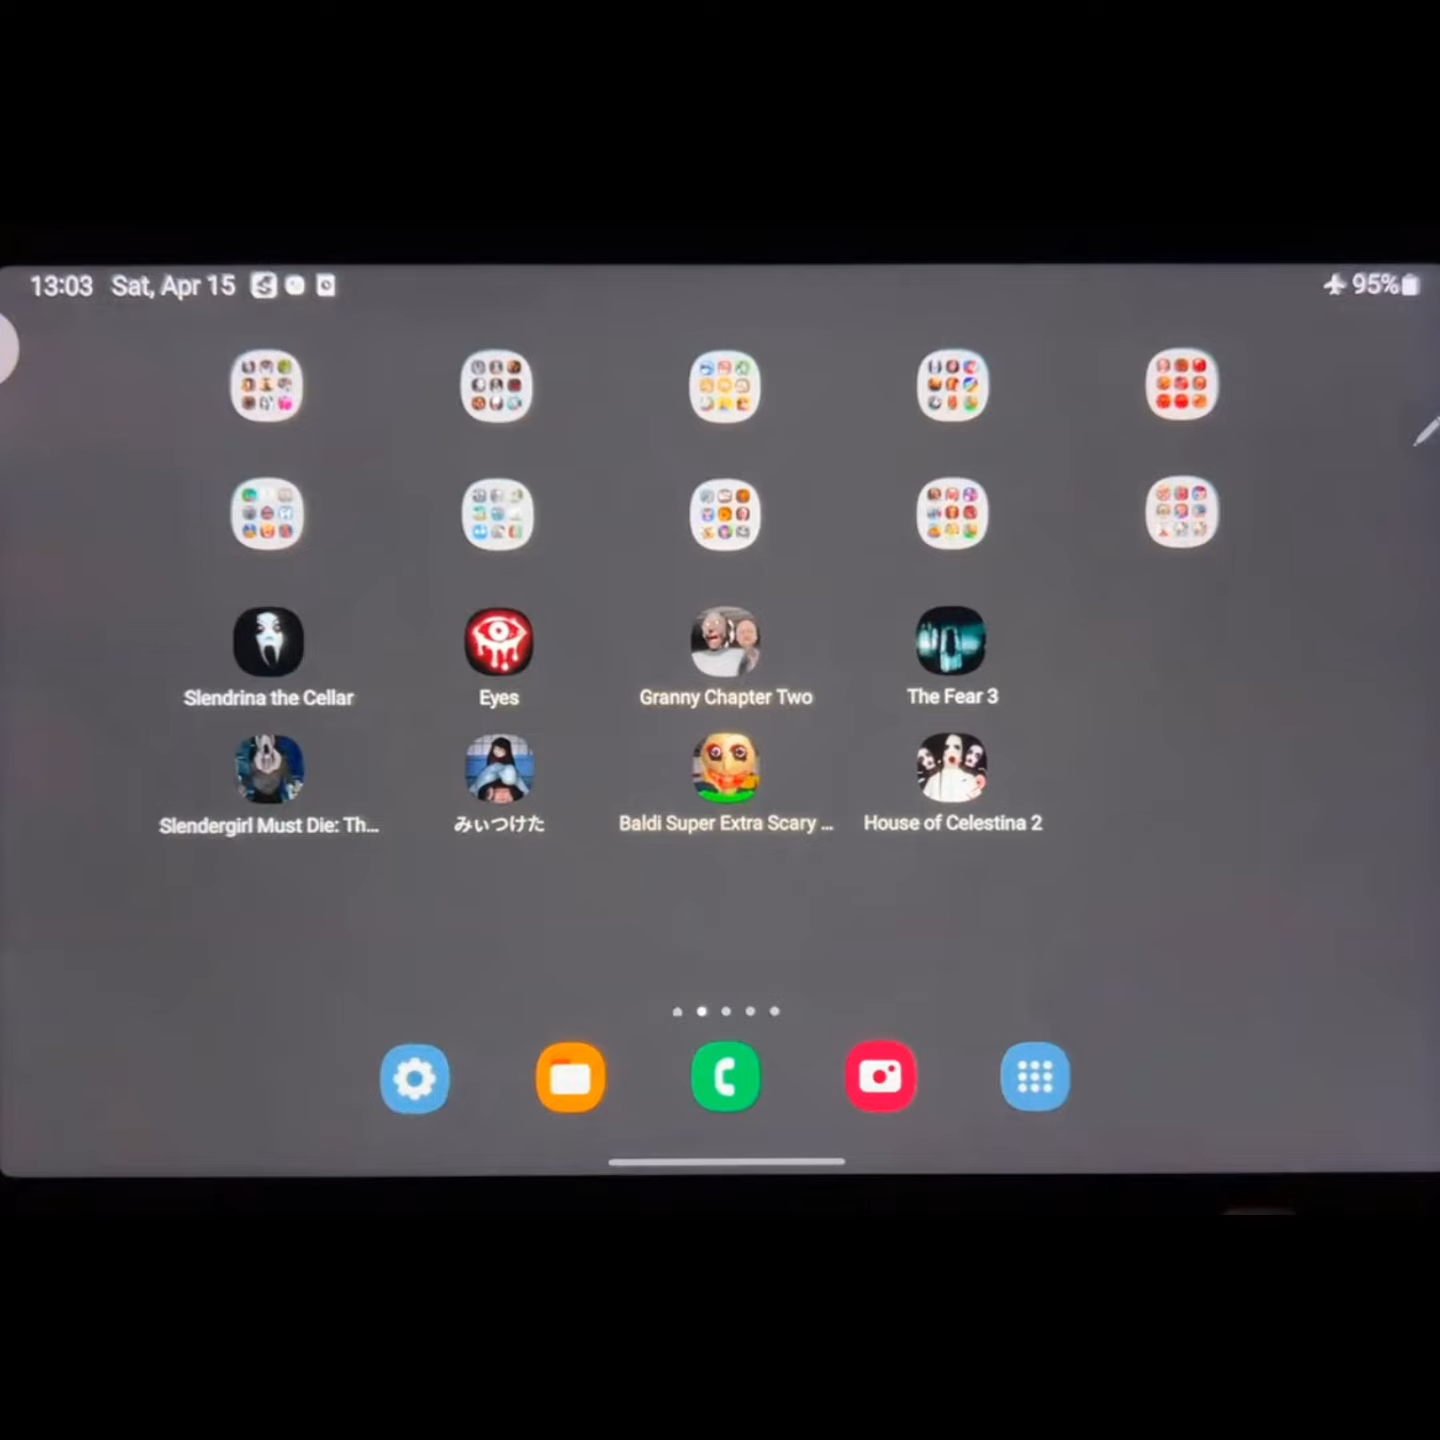 13:03 Sat, Apr 15
95%
Slendrina the Cellar
Eyes
Granny Chapter Two
The Fear 3
Slendergirl Must Die: Th...
みぃつけた
Baldi Super Extra Scary ...
House of Celestina 2